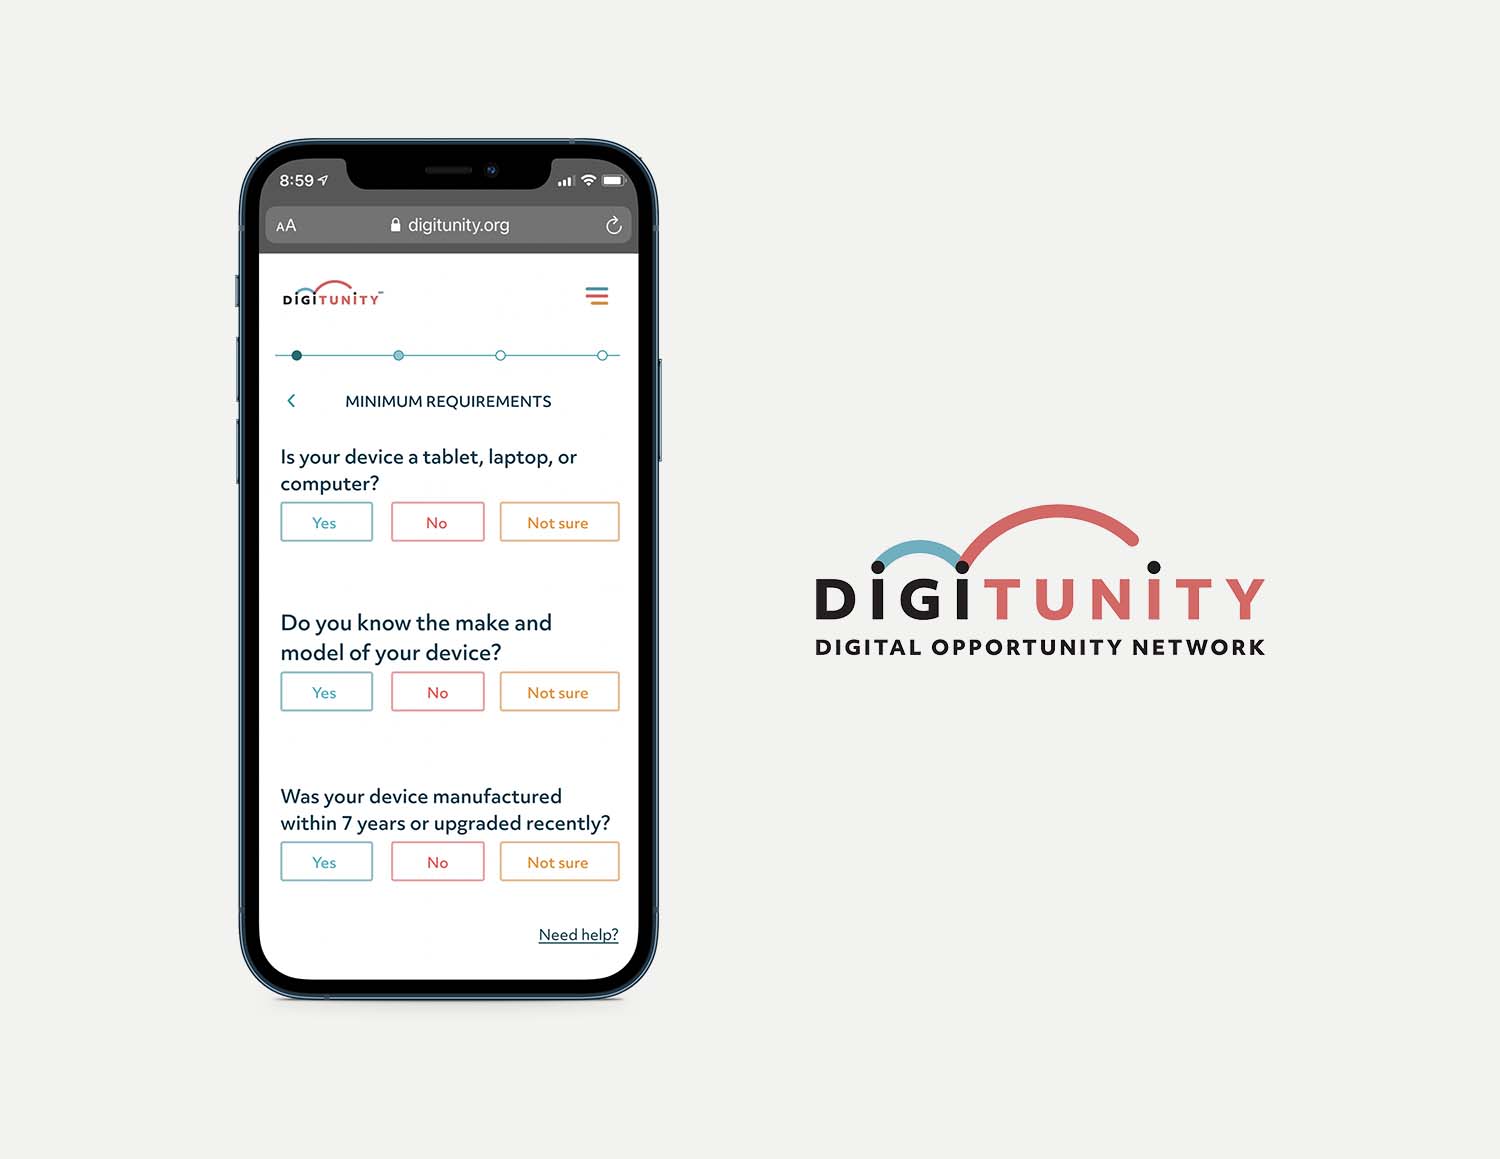 8:59
AA digitunity.org
DIGITUNITY
MINIMUM REQUIREMENTS
Is your device a tablet, laptop, or
computer?
Yes No Not sure
Do you know the make and
model of your device?
Yes No Not sure
Was your device manufactured
within 7 years or upgraded recently?
Yes No Not sure
Need help?
DiGiTUNiTY
DIGITAL OPPORTUNITY NETWORK